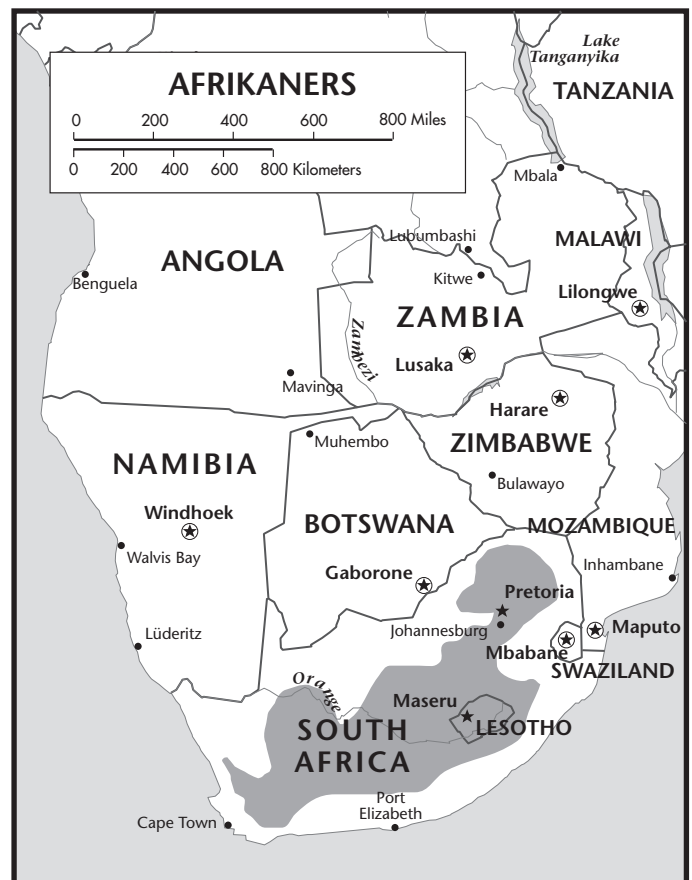 AFRIKANERS
0 200 400 600 800 Miles
0 200 400 600 800 Kilometers
Lake
Tanganyika
TANZANIA
Mbala
Lubumbashi
MALAWI
ANGOLA
Kitwe
Benguela
Lilongwe
ZAMBIA
Zambezi
Lusaka
Mavinga
Harare
Muhembo
ZIMBABWE
NAMIBIA
Bulawayo
Windhoek
BOTSWANA
MOZAMBIQUE
Walvis Bay
Inhambane
Gaborone
Pretoria
Johannesburg
Maputo
Lüderitz
Mbabane
SWAZILAND
Orange
Maseru
SOUTH
AFRICA
LESOTHO
Port
Elizabeth
Cape Town